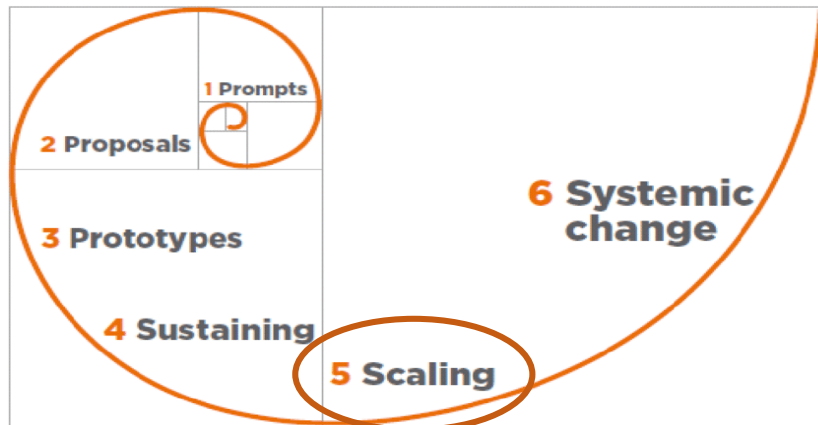 1 Prompts
2 Proposals
3 Prototypes
4 Sustaining
5 Scaling
6 Systemic
change